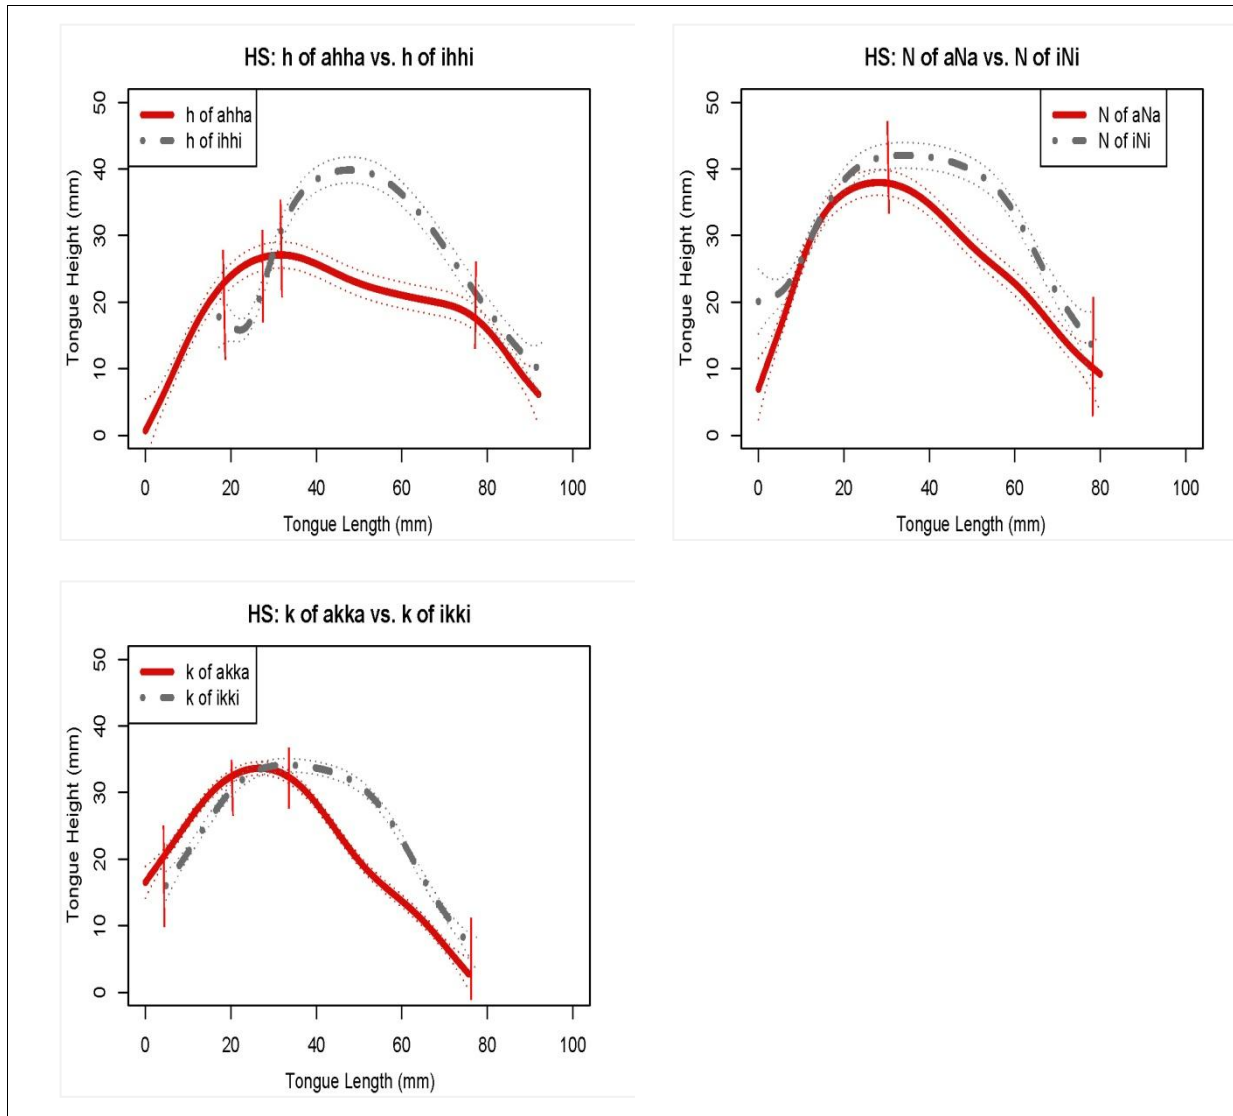 HS: h of ahha vs. h of ihhi
h of ahha
h of ihhi
Tongue Height (mm)
50
40
30
20
10
0
0 20 40 60 80 100
Tongue Length (mm)
HS: N of aNa vs. N of iNi
N of aNa
N of iNi
Tongue Height (mm)
50
40
30
20
10
0
0 20 40 60 80 100
Tongue Length (mm)
HS: k of akka vs. k of ikki
k of akka
k of ikki
Tongue Height (mm)
50
40
30
20
10
0
0 20 40 60 80 100
Tongue Length (mm)